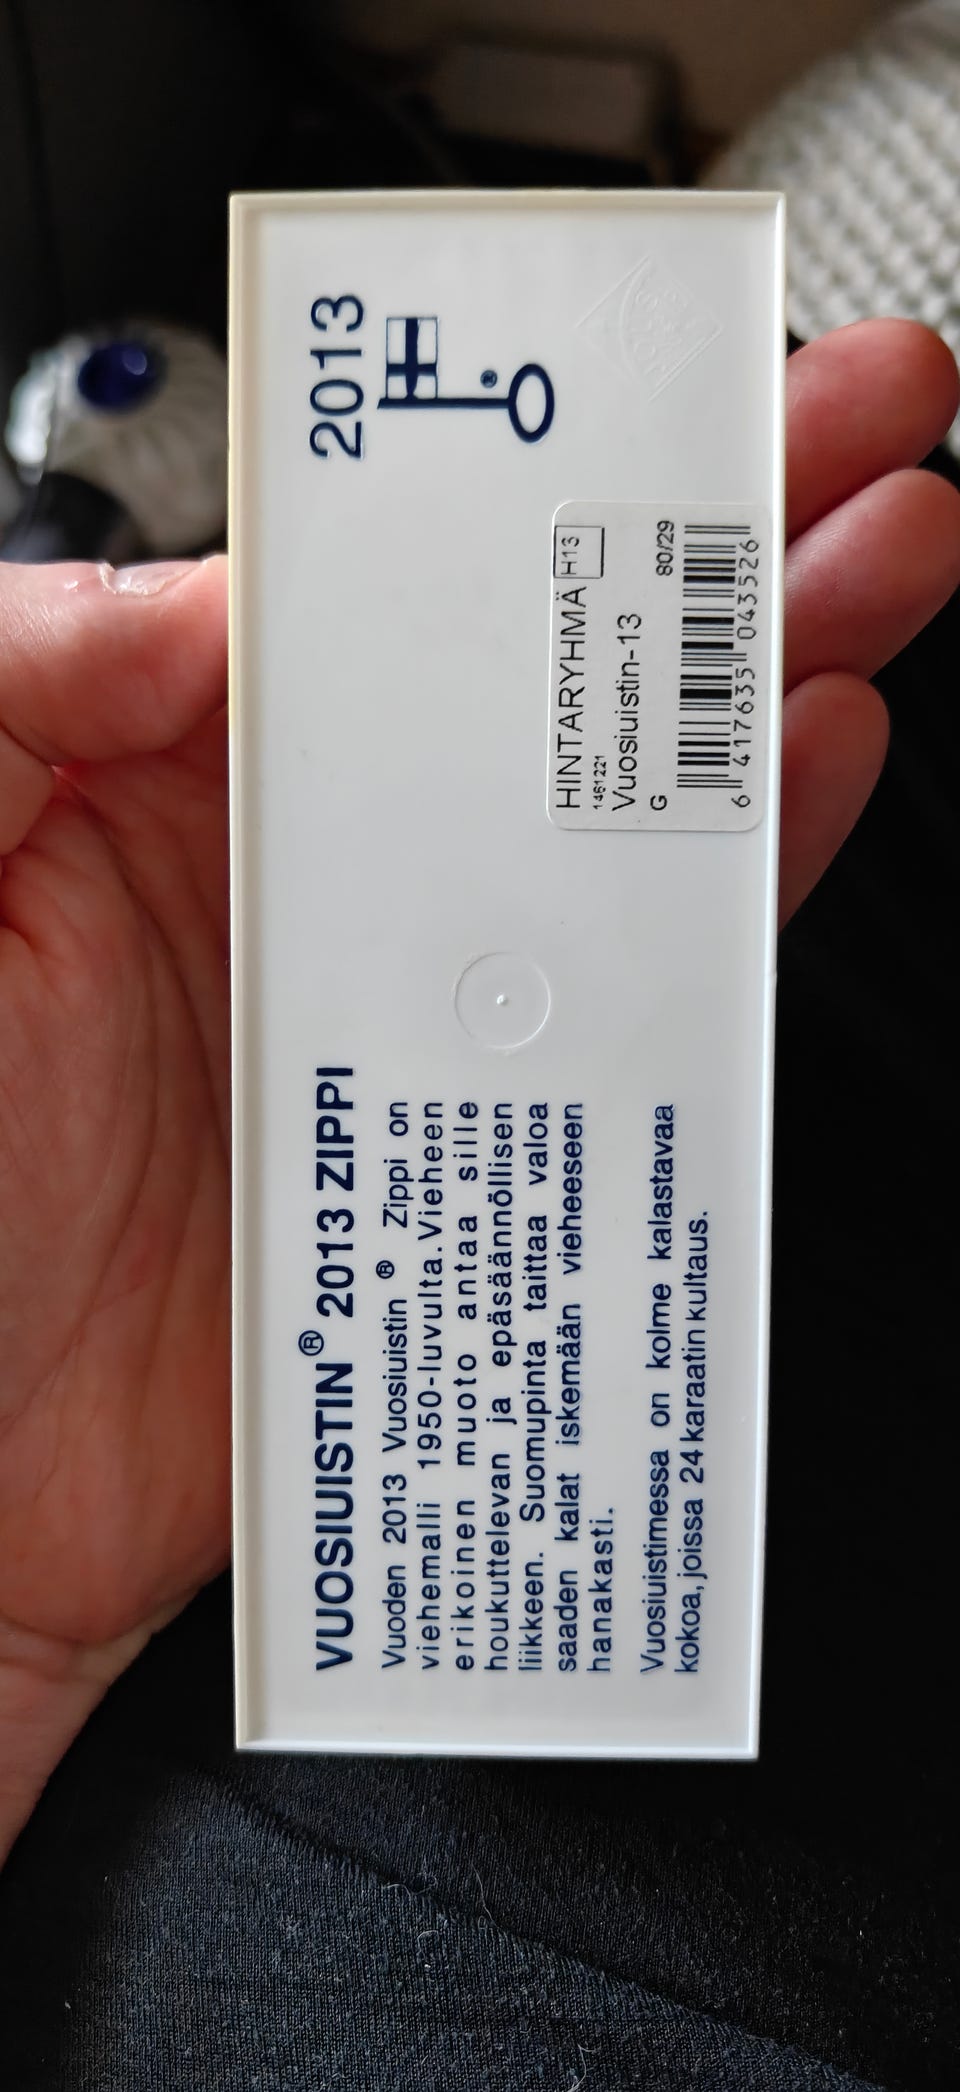 VUOSIUISTIN® 2013 ZIPPI
Vuoden 2013 Vuosiuistin ® Zippi on
viehemalli 1950-luvulta.Vieheen
erikoinen muoto antaa sille
houkuttelevan ja epäsäännöllisen
liikkeen. Suomupinta taittaa valoa
saaden kalat iskemään vieheeseen
hanakasti.
Vuosiuistimessa on kolme kalastavaa
kokoa, joissa 24 karaatin kultaus.
2013
®
HINTARYHMÄ H13
1461221
Vuosiuistin-13
G 80/29
6 417635 043526